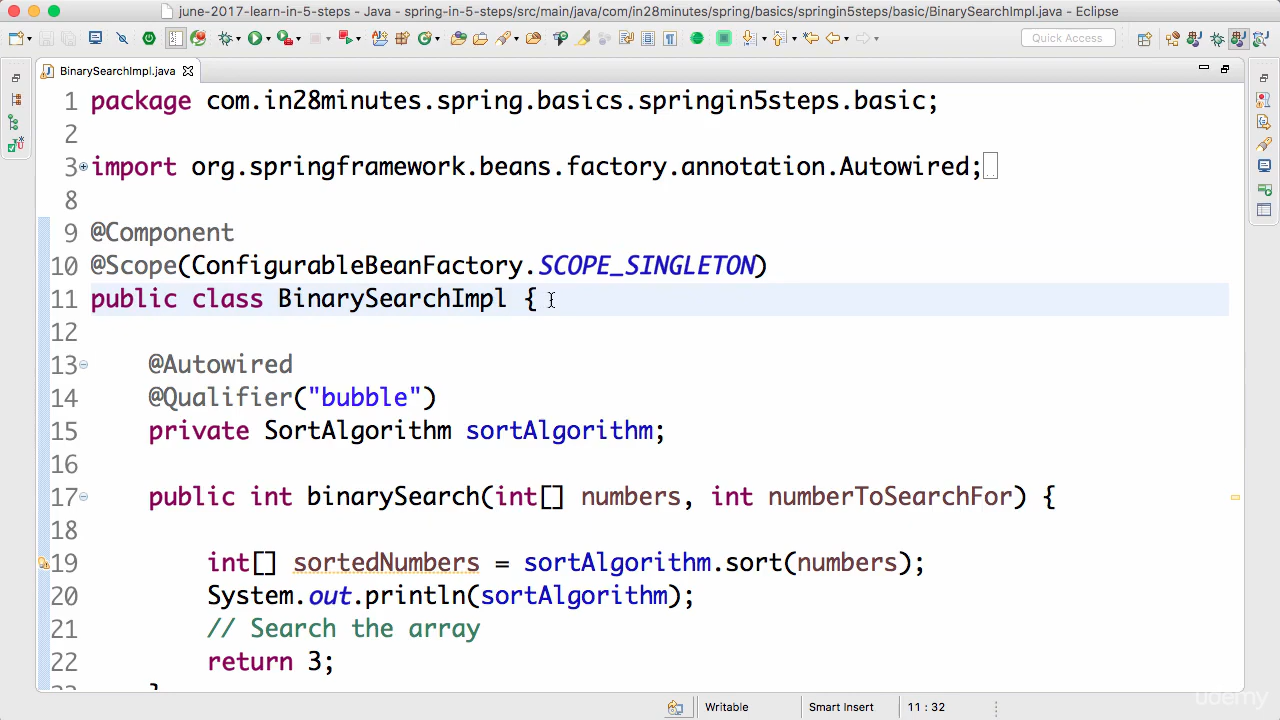 june-2017-learn-in-5-steps - Java - spring-in-5-steps/src/main/java/com/in28minutes/spring/basics/springin5steps/basic/BinarySearchImpl.java - Eclipse
Quick Access
BinarySearchImpl.java
1 package com.in28minutes.spring.basics.springin5steps.basic;
2
3 import org.springframework.beans.factory.annotation.Autowired;
8
9 @Component
10 @Scope(ConfigurableBeanFactory.SCOPE_SINGLETON)
11 public class BinarySearchImpl {
12
13 @Autowired
14 @Qualifier("bubble")
15 private SortAlgorithm sortAlgorithm;
16
17 public int binarySearch(int[] numbers, int numberToSearchFor) {
18
19 int[] sortedNumbers = sortAlgorithm.sort(numbers);
20 System.out.println(sortAlgorithm);
21 // Search the array
22 return 3;
23 }
Writable Smart Insert 11 : 32
udemy